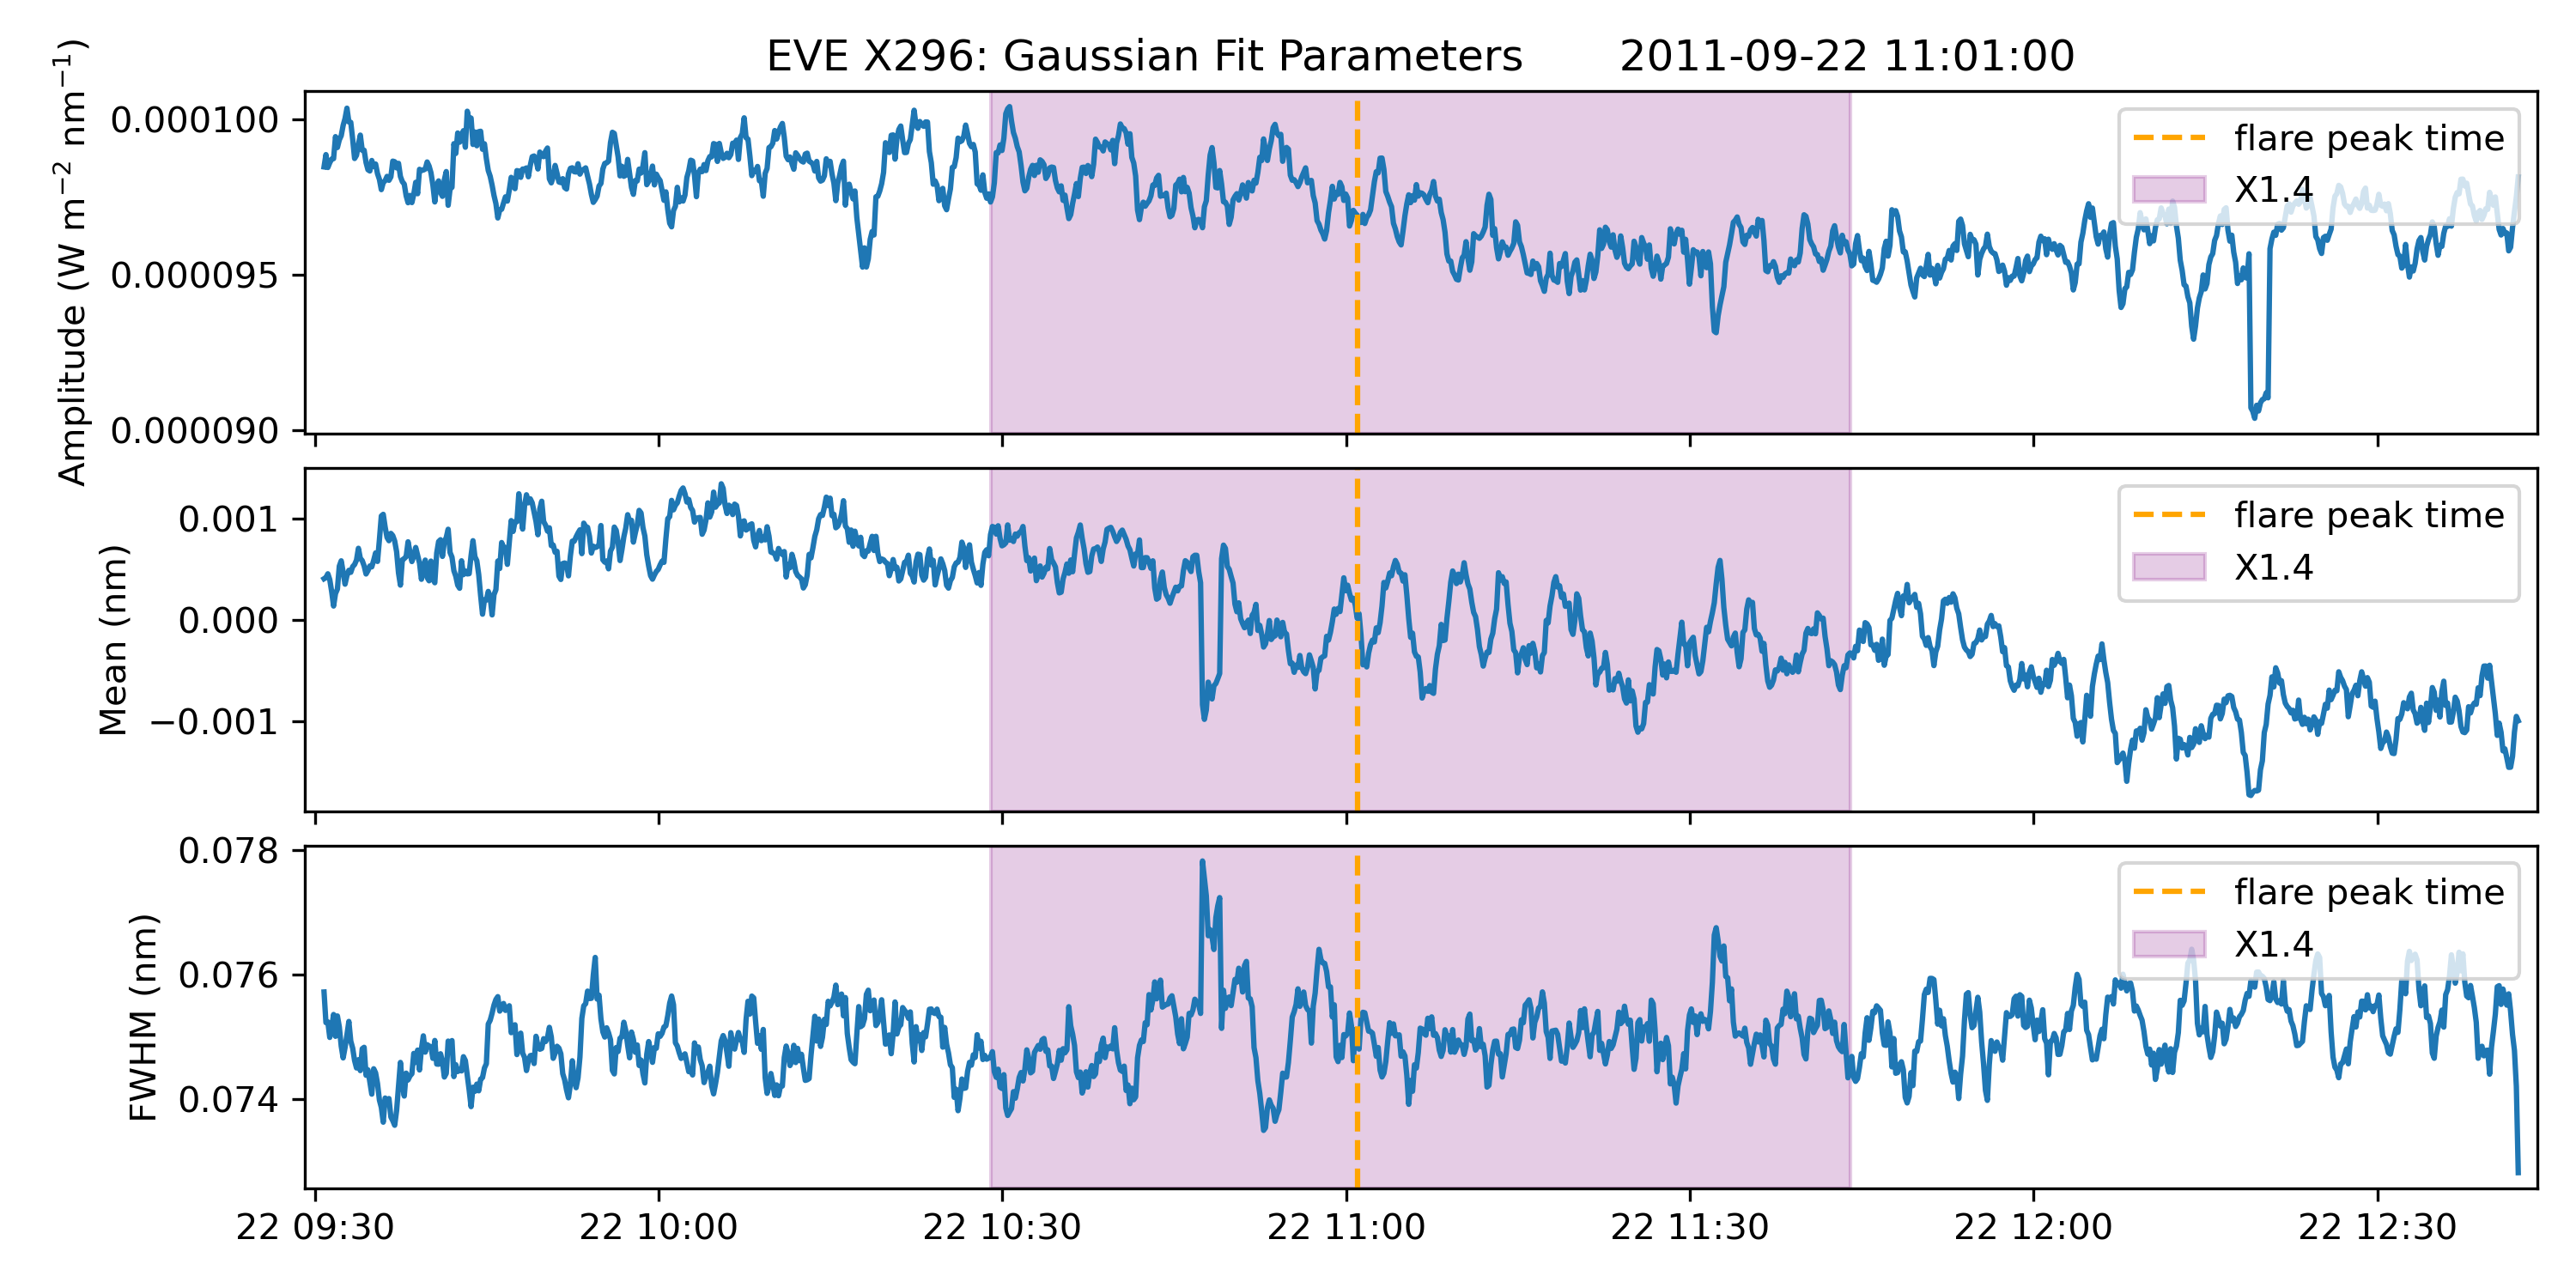 EVE X296: Gaussian Fit Parameters 2011-09-22 11:01:00
Amplitude (W m⁻² nm⁻¹)
0.000100
0.000095
0.000090
flare peak time
X1.4
Mean (nm)
0.001
0.000
−0.001
flare peak time
X1.4
FWHM (nm)
0.078
0.076
0.074
flare peak time
X1.4
22 09:30 22 10:00 22 10:30 22 11:00 22 11:30 22 12:00 22 12:30